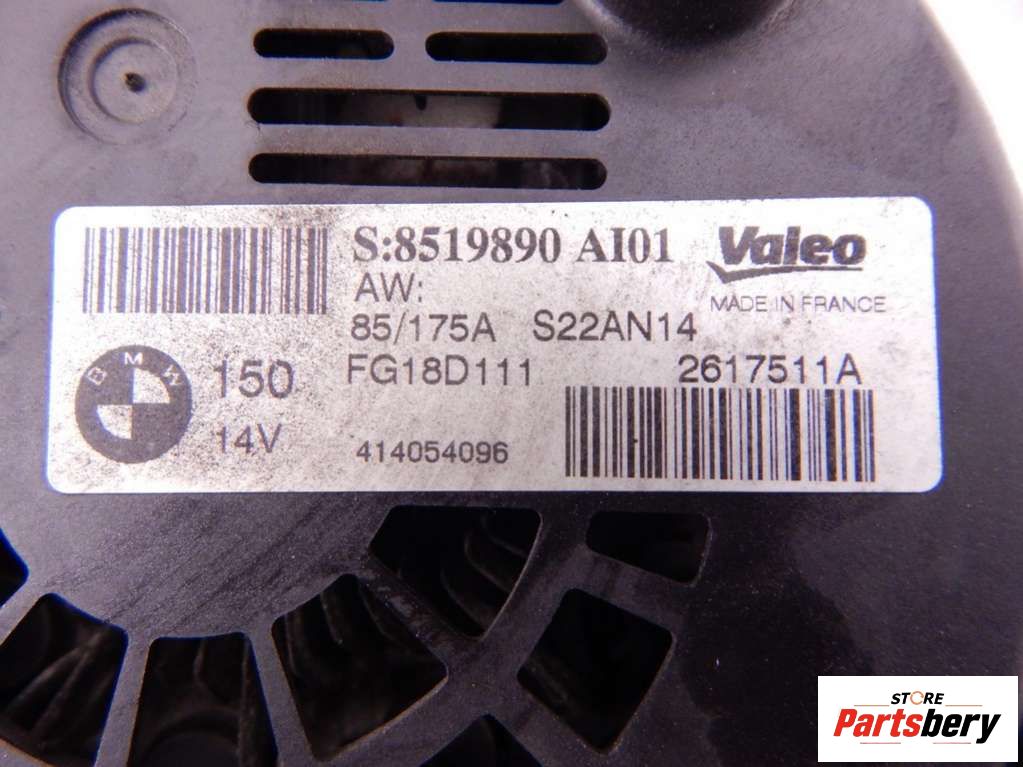 S:8519890 AI01 Valeo
AW:
MADE IN FRANCE
85/175A S22AN14
BMW
150
FG18D111 2617511A
14V
414054096
STORE
Partsbery